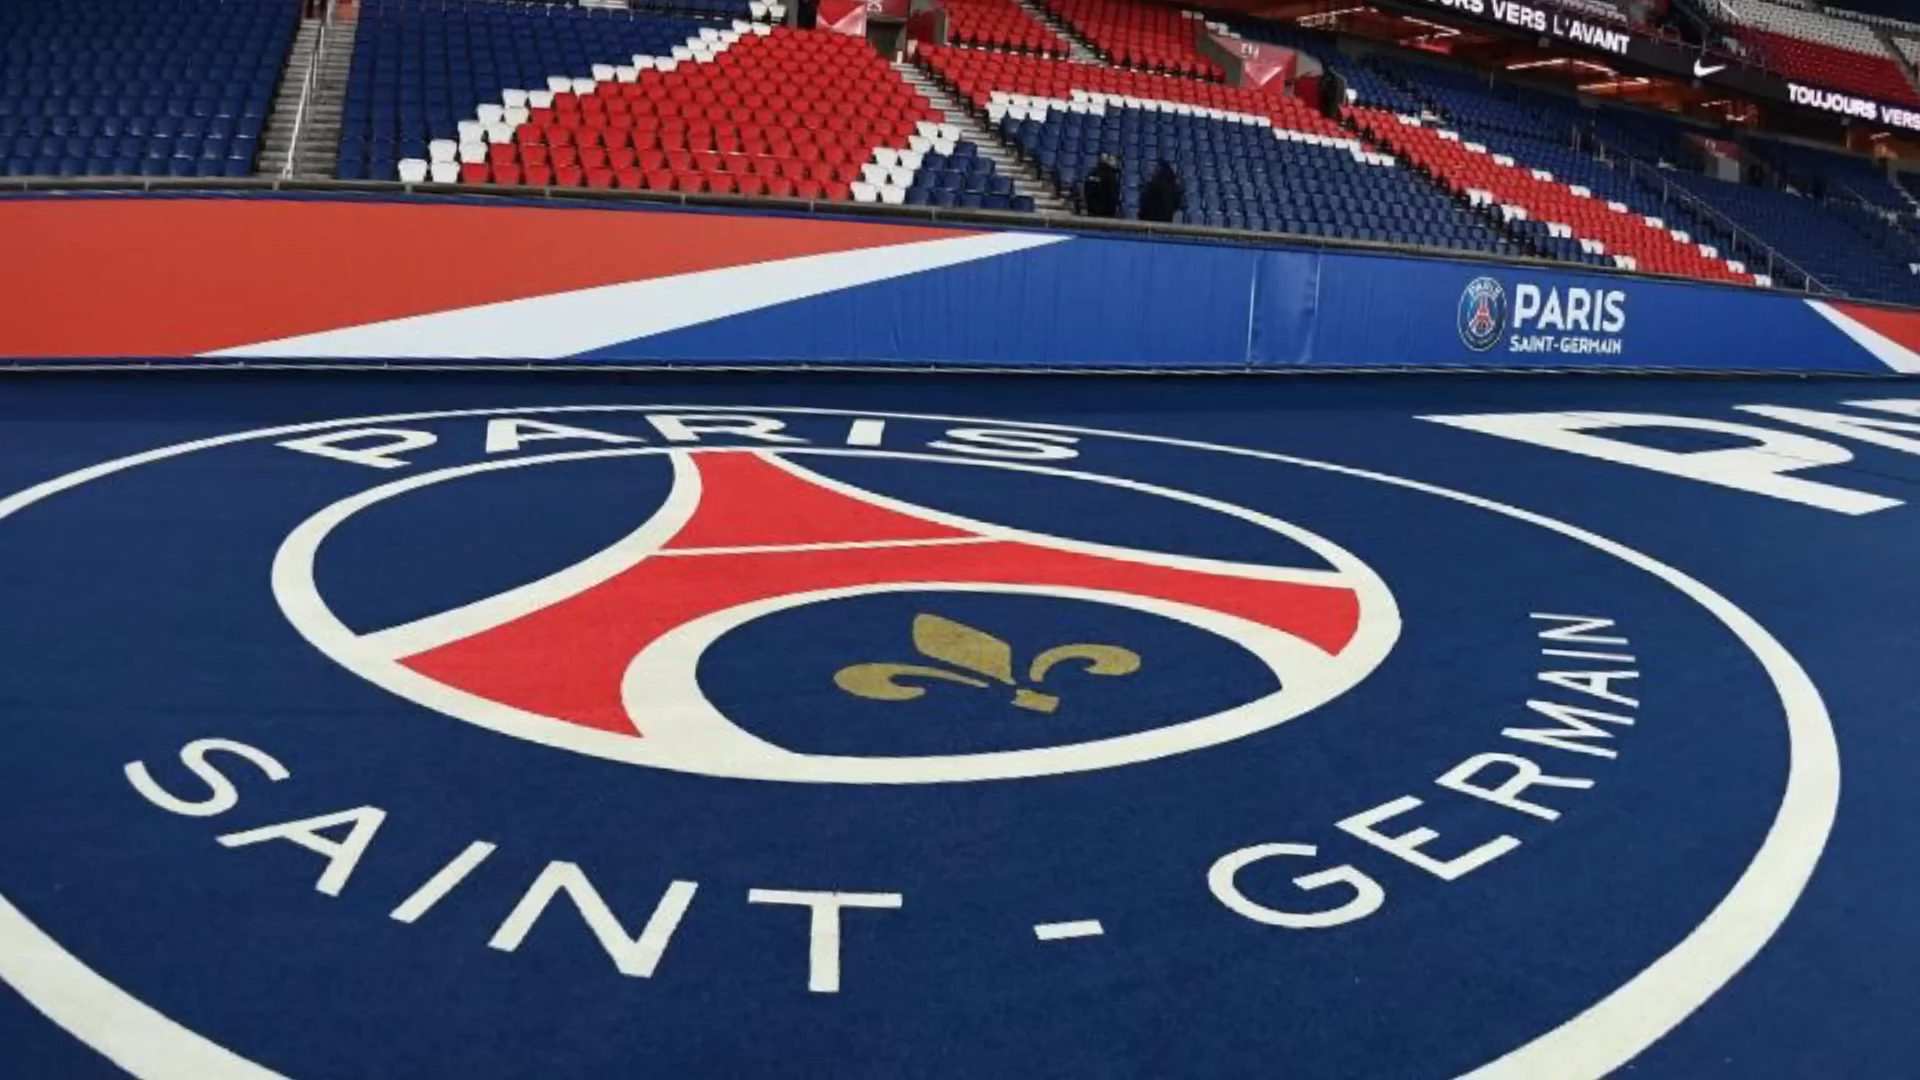 OURS VERS L'AVANT
TOUJOURS VERS
PARIS
SAINT-GERMAIN
PARIS
SAINT - GERMAIN